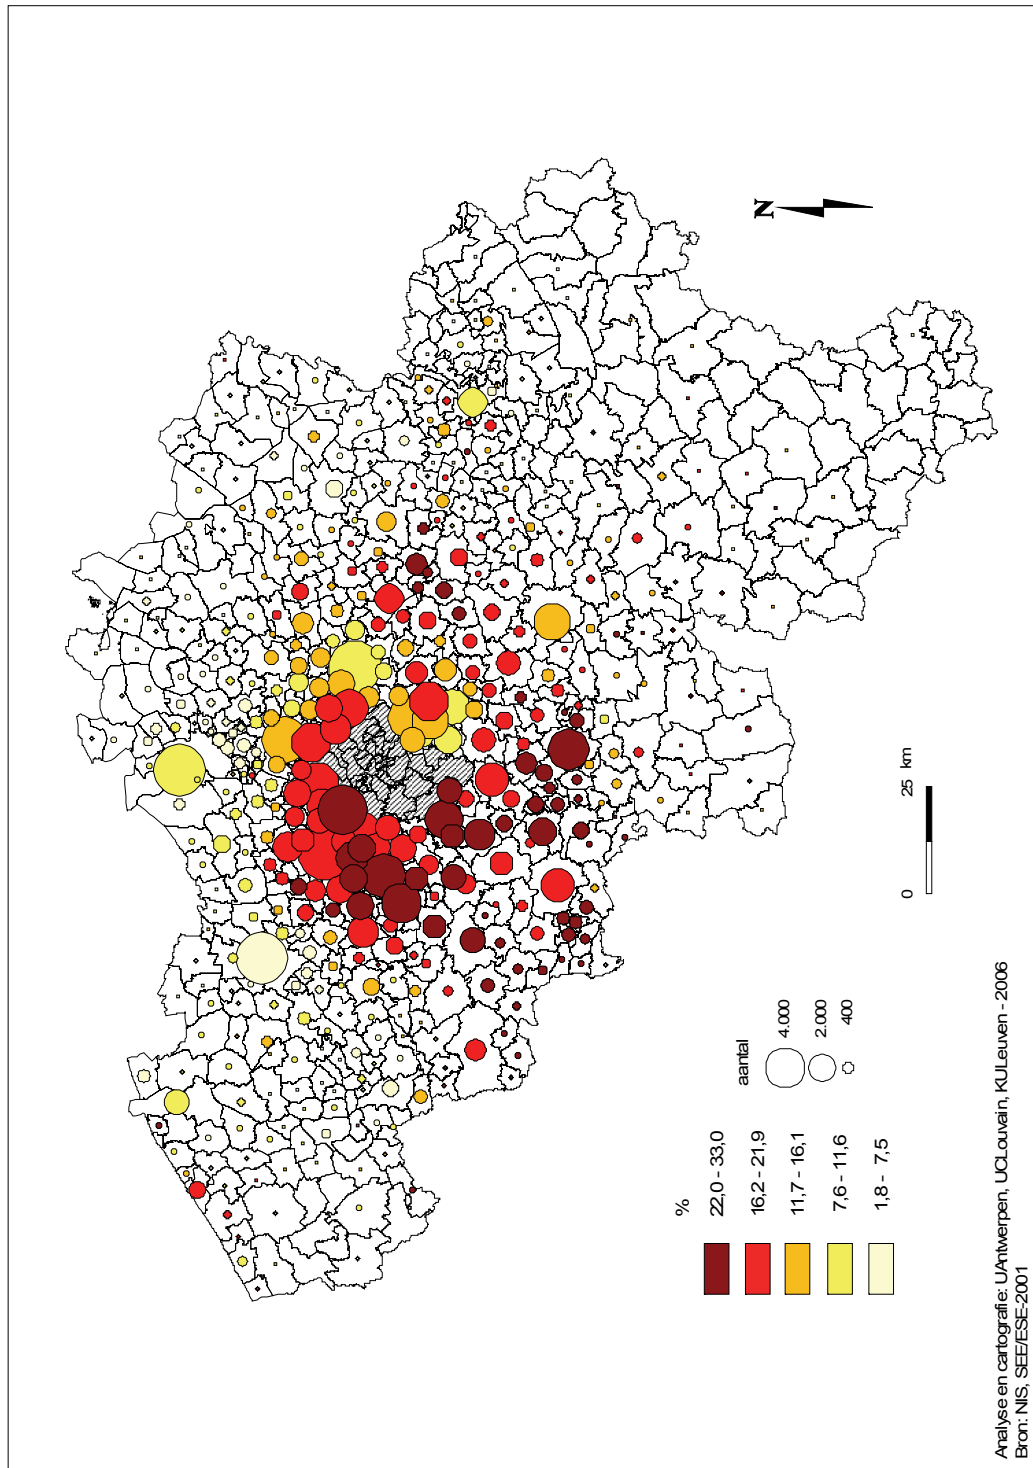 N
%
22,0 - 33,0
16,2 - 21,9
11,7 - 16,1
7,6 - 11,6
1,8 - 7,5
aantal
4.000
2.000
400
0 25 km
Analyse en cartografie: UAntwerpen, UCLouvain, KULeuven - 2006
Bron: NIS, SEE/ESE-2001